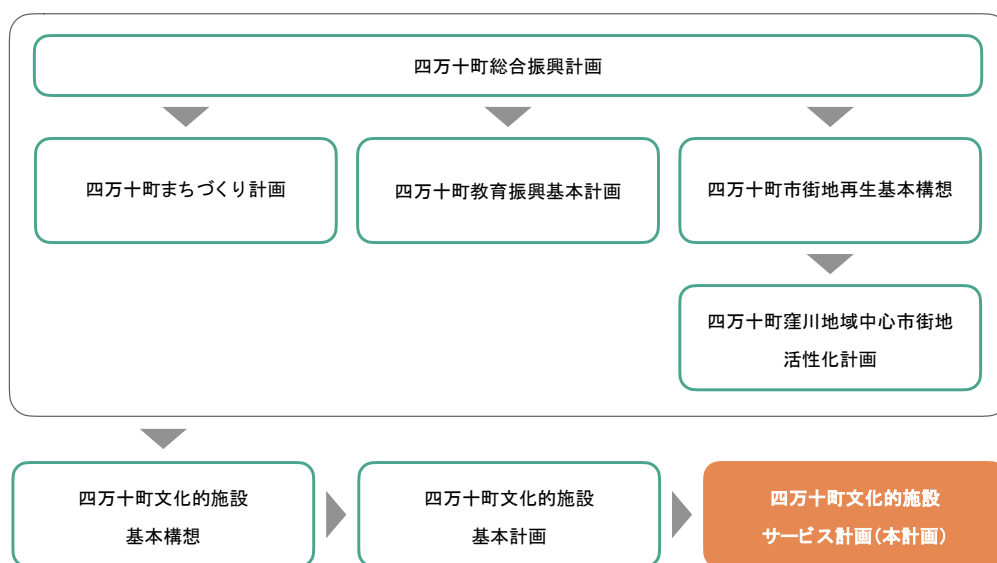 四万十町総合振興計画
四万十町まちづくり計画
四万十町教育振興基本計画
四万十町市街地再生基本構想
四万十町窪川地域中心市街地
活性化計画
四万十町文化的施設
基本構想
四万十町文化的施設
基本計画
四万十町文化的施設
サービス計画(本計画)